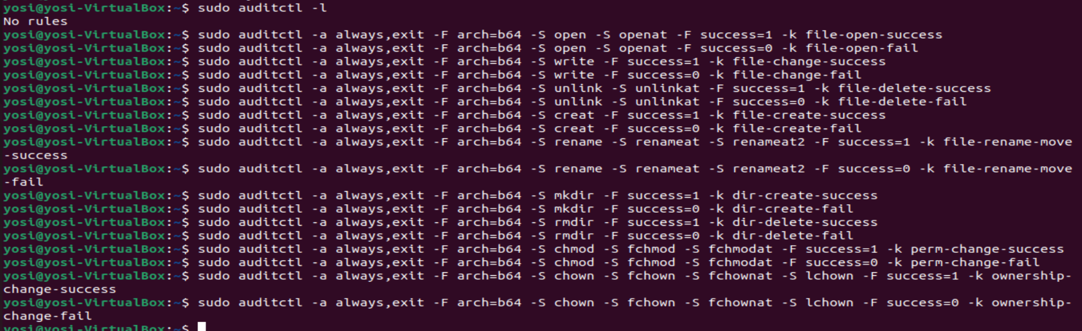 yosi@yosi-VirtualBox:~$ sudo auditctl -l
No rules
yosi@yosi-VirtualBox:~$ sudo auditctl -a always,exit -F arch=b64 -S open -S openat -F success=1 -k file-open-success
yosi@yosi-VirtualBox:~$ sudo auditctl -a always,exit -F arch=b64 -S open -S openat -F success=0 -k file-open-fail
yosi@yosi-VirtualBox:~$ sudo auditctl -a always,exit -F arch=b64 -S write -F success=1 -k file-change-success
yosi@yosi-VirtualBox:~$ sudo auditctl -a always,exit -F arch=b64 -S write -F success=0 -k file-change-fail
yosi@yosi-VirtualBox:~$ sudo auditctl -a always,exit -F arch=b64 -S unlink -S unlinkat -F success=1 -k file-delete-success
yosi@yosi-VirtualBox:~$ sudo auditctl -a always,exit -F arch=b64 -S unlink -S unlinkat -F success=0 -k file-delete-fail
yosi@yosi-VirtualBox:~$ sudo auditctl -a always,exit -F arch=b64 -S creat -F success=1 -k file-create-success
yosi@yosi-VirtualBox:~$ sudo auditctl -a always,exit -F arch=b64 -S creat -F success=0 -k file-create-fail
yosi@yosi-VirtualBox:~$ sudo auditctl -a always,exit -F arch=b64 -S rename -S renameat -S renameat2 -F success=1 -k file-rename-move
-success
yosi@yosi-VirtualBox:~$ sudo auditctl -a always,exit -F arch=b64 -S rename -S renameat -S renameat2 -F success=0 -k file-rename-move
-fail
yosi@yosi-VirtualBox:~$ sudo auditctl -a always,exit -F arch=b64 -S mkdir -F success=1 -k dir-create-success
yosi@yosi-VirtualBox:~$ sudo auditctl -a always,exit -F arch=b64 -S mkdir -F success=0 -k dir-create-fail
yosi@yosi-VirtualBox:~$ sudo auditctl -a always,exit -F arch=b64 -S rmdir -F success=1 -k dir-delete-success
yosi@yosi-VirtualBox:~$ sudo auditctl -a always,exit -F arch=b64 -S rmdir -F success=0 -k dir-delete-fail
yosi@yosi-VirtualBox:~$ sudo auditctl -a always,exit -F arch=b64 -S chmod -S fchmod -S fchmodat -F success=1 -k perm-change-success
yosi@yosi-VirtualBox:~$ sudo auditctl -a always,exit -F arch=b64 -S chmod -S fchmod -S fchmodat -F success=0 -k perm-change-fail
yosi@yosi-VirtualBox:~$ sudo auditctl -a always,exit -F arch=b64 -S chown -S fchown -S fchownat -S lchown -F success=1 -k ownership-
change-success
yosi@yosi-VirtualBox:~$ sudo auditctl -a always,exit -F arch=b64 -S chown -S fchown -S fchownat -S lchown -F success=0 -k ownership-
change-fail
yosi@yosi-VirtualBox:~$